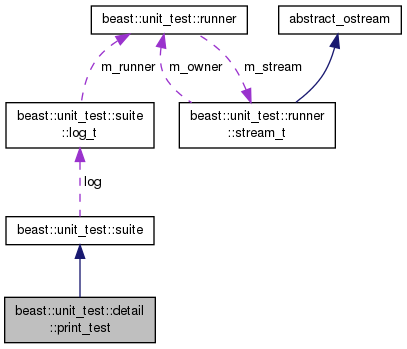 beast::unit_test::runner
abstract_ostream
m_runner
m_owner
m_stream
beast::unit_test::suite
::log_t
beast::unit_test::runner
::stream_t
log
beast::unit_test::suite
beast::unit_test::detail
::print_test